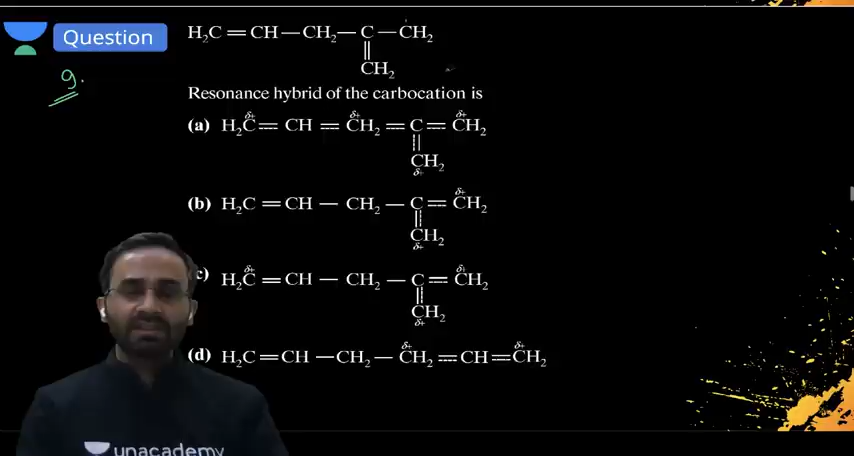 Question
9.
H₂C=CH—CH₂—C—CH₂
||
CH₂
Resonance hybrid of the carbocation is
(a) H₂C^δ+ == CH == CH₂^δ+ == C == CH₂^δ+
||
CH₂
δ+
(b) H₂C=CH — CH₂ — C == CH₂^δ+
||
CH₂
δ+
c) H₂C^δ+ =CH — CH₂ — C == CH₂^δ+
||
CH₂
δ+
(d) H₂C=CH —CH₂— CH₂^δ+ ==CH==CH₂^δ+
unacademy